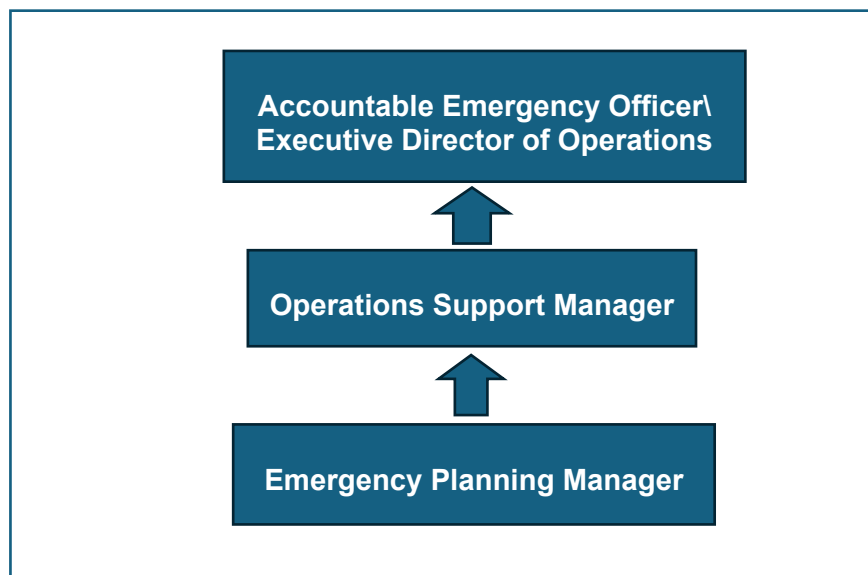 Accountable Emergency Officer\
Executive Director of Operations
Operations Support Manager
Emergency Planning Manager